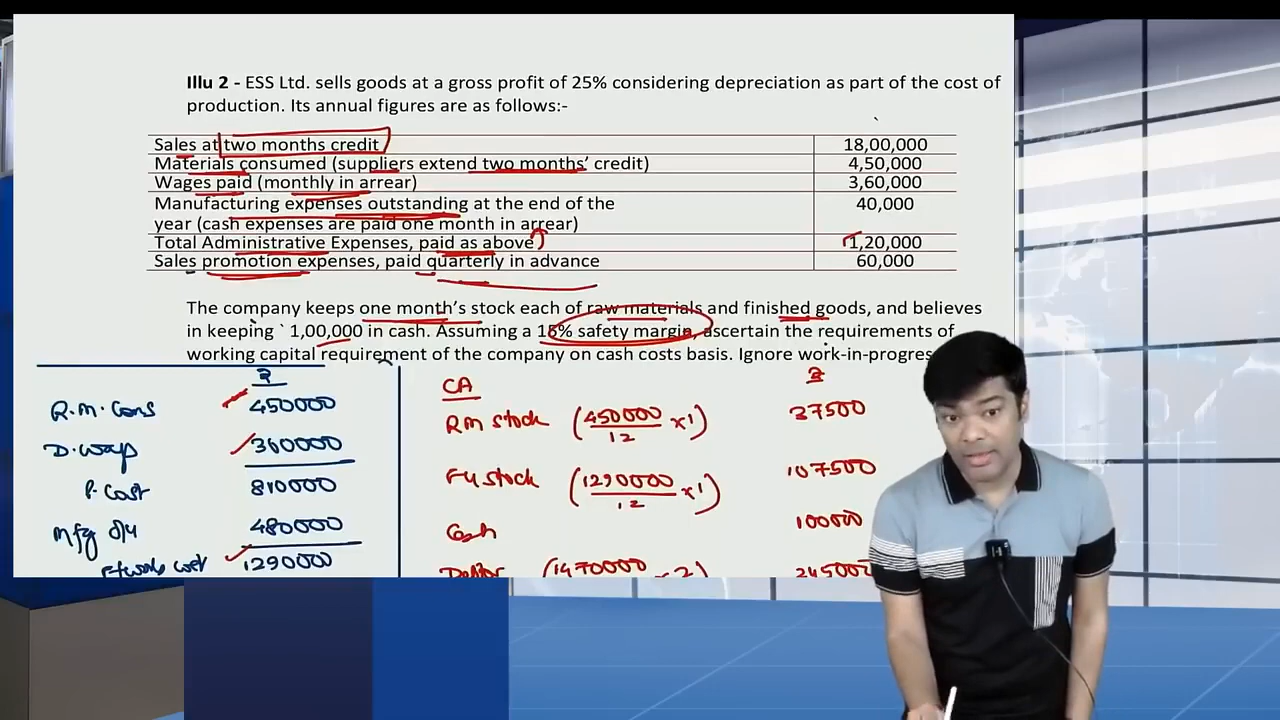 Illu 2 - ESS Ltd. sells goods at a gross profit of 25% considering depreciation as part of the cost of
production. Its annual figures are as follows:-
Sales at two months credit 18,00,000
Materials consumed (suppliers extend two months' credit) 4,50,000
Wages paid (monthly in arrear) 3,60,000
Manufacturing expenses outstanding at the end of the 40,000
year (cash expenses are paid one month in arrear)
Total Administrative Expenses, paid as above 1,20,000
Sales promotion expenses, paid quarterly in advance 60,000
The company keeps one month's stock each of raw materials and finished goods, and believes
in keeping ` 1,00,000 in cash. Assuming a 15% safety margin, ascertain the requirements of
working capital requirement of the company on cash costs basis. Ignore work-in-progres
₹
R.M. Cons 450000
D. wages 360000
P. Cost 810000
Mfg O/H 480000
1290000
CA ₹
RM stock (450000/12 x1) 37500
FG stock (1290000/12 x1) 107500
Cash 100000
(1470000 x2) 245000